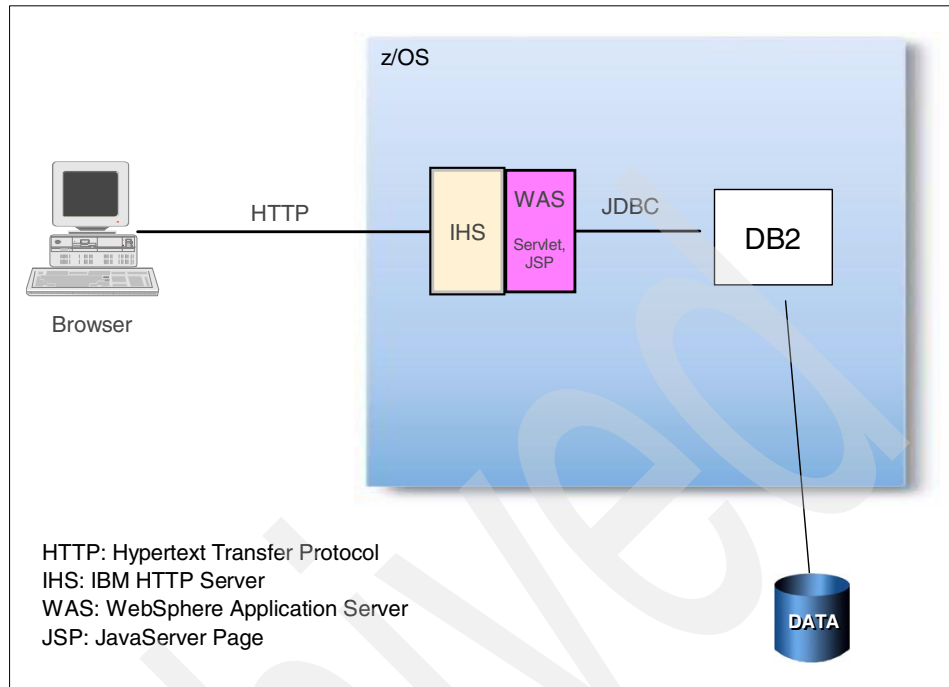 z/OS
Browser
HTTP
IHS
WAS
Servlet,
JSP
JDBC
DB2
DATA
HTTP: Hypertext Transfer Protocol
IHS: IBM HTTP Server
WAS: WebSphere Application Server
JSP: JavaServer Page